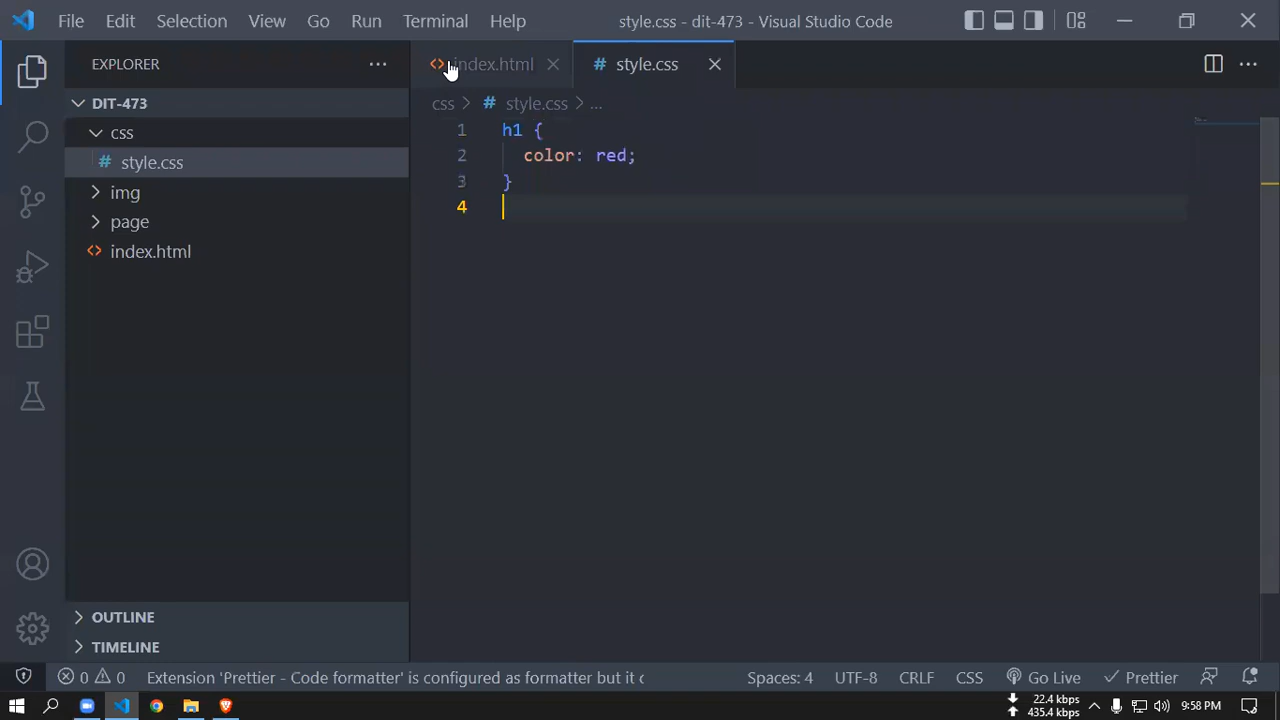 File Edit Selection View Go Run Terminal Help style.css - dit-473 - Visual Studio Code
EXPLORER
index.html
# style.css
DIT-473
css > # style.css > ...
css
# style.css
img
page
index.html
1 h1 {
2 color: red;
3 }
4
OUTLINE
TIMELINE
0 0 Extension 'Prettier - Code formatter' is configured as formatter but it c Spaces: 4 UTF-8 CRLF CSS Go Live Prettier
22.4 kbps
435.4 kbps
9:58 PM